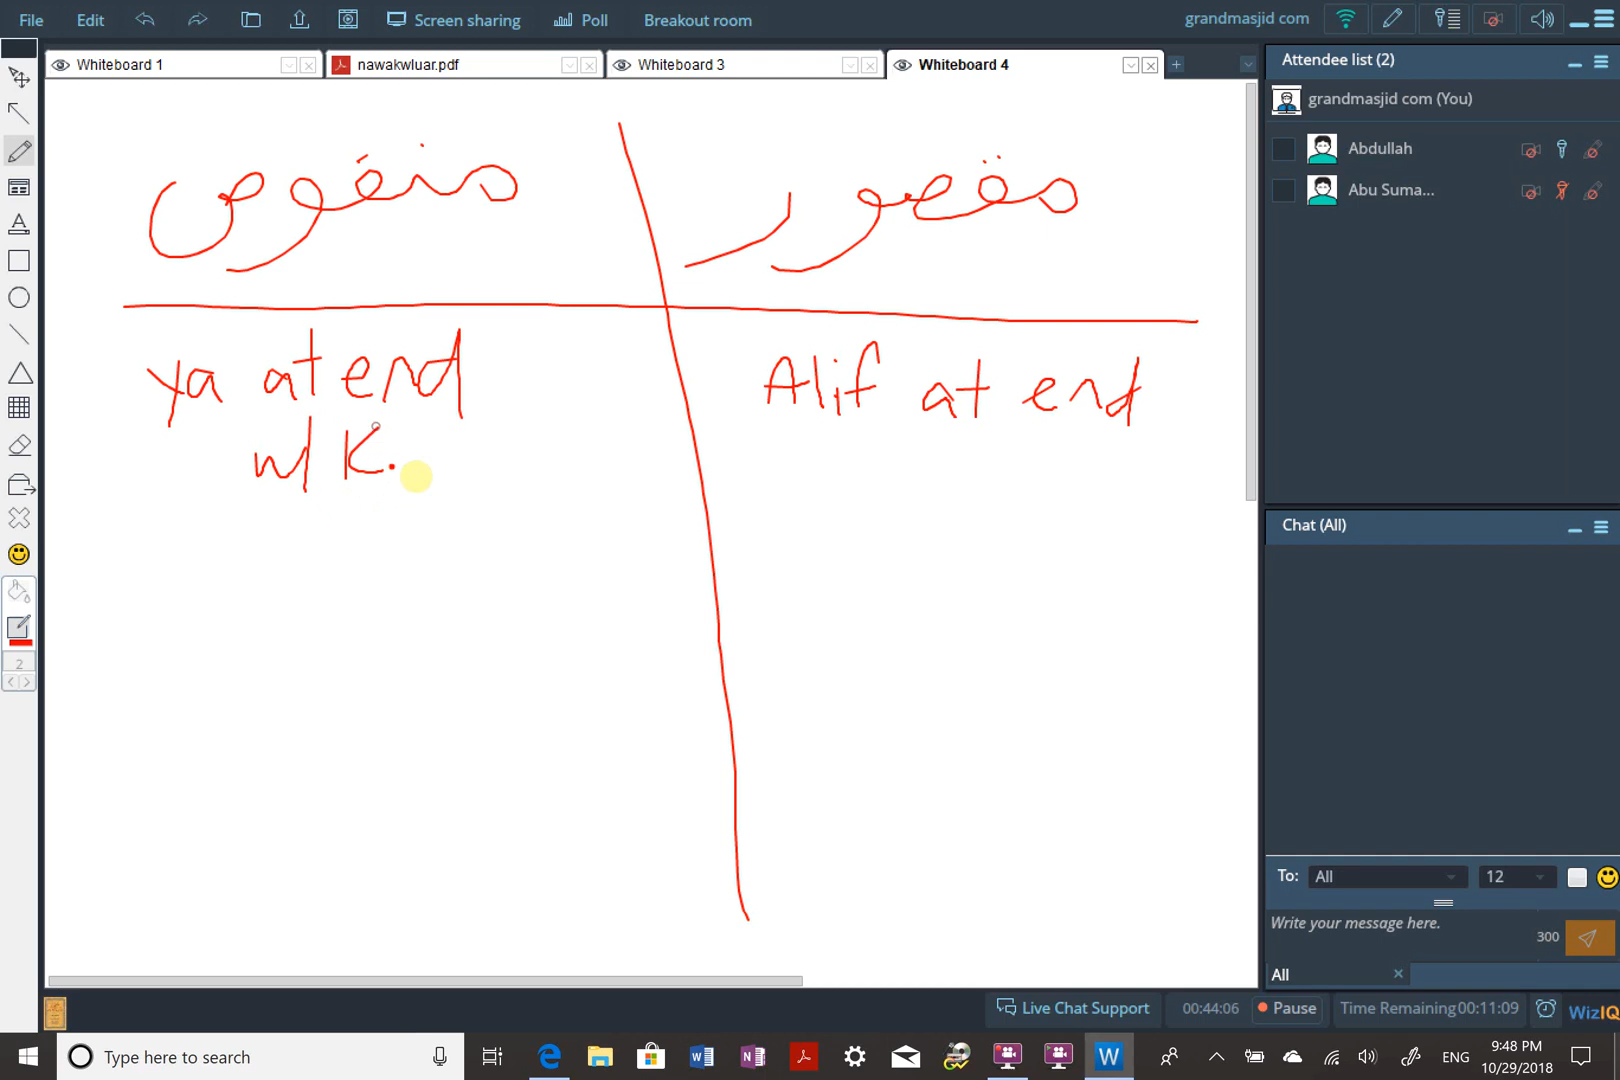 File Edit Screen sharing Poll Breakout room grandmasjid com
Whiteboard 1 nawakwluar.pdf Whiteboard 3 Whiteboard 4
Attendee list (2)
grandmasjid com (You)
Abdullah
Abu Suma...
مقصور منقوص
Ya at end Alif at end
w/ K.
2
Chat (All)
To: All 12
Write your message here. 300
All
Live Chat Support 00:44:06 Pause Time Remaining 00:11:09 WizIQ
Type here to search ENG 9:48 PM
10/29/2018